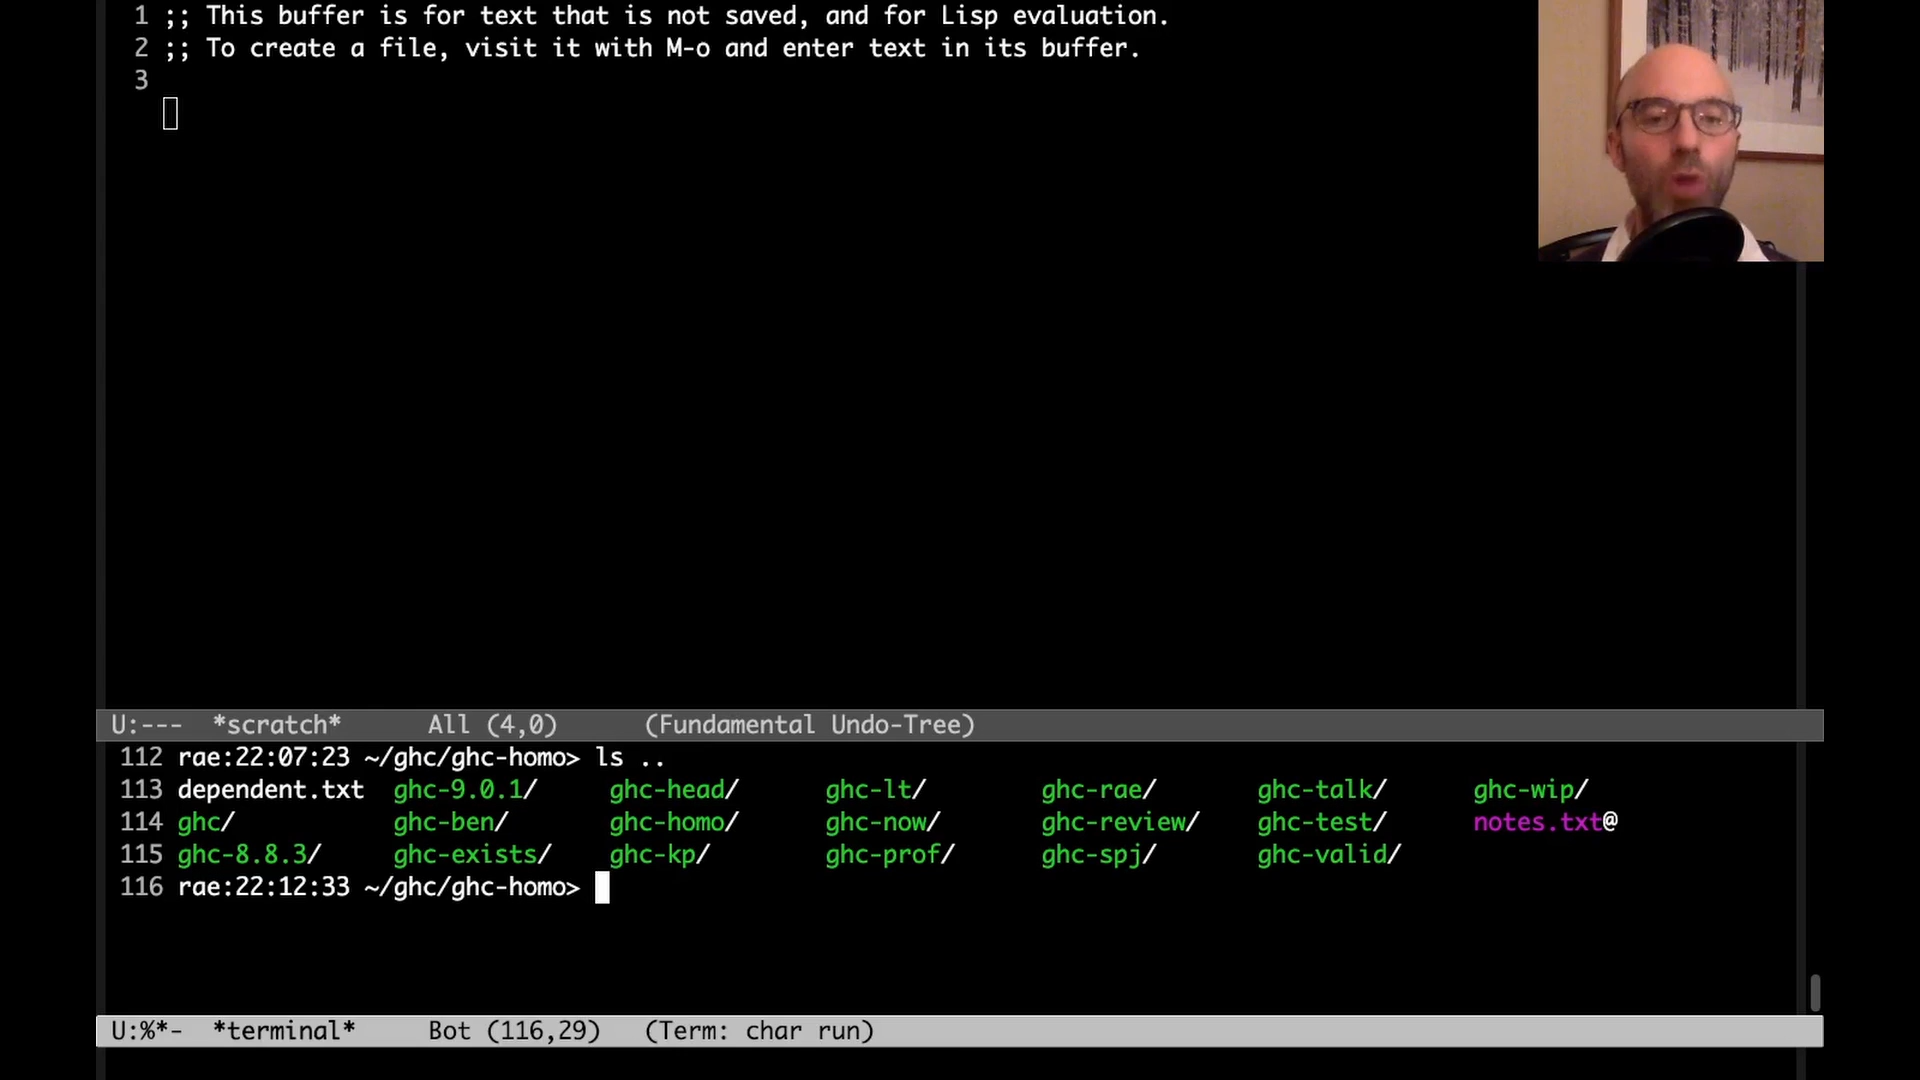 1 ;; This buffer is for text that is not saved, and for Lisp evaluation.
2 ;; To create a file, visit it with M-o and enter text in its buffer.
3
U:--- *scratch* All (4,0) (Fundamental Undo-Tree)
112 rae:22:07:23 ~/ghc/ghc-homo> ls ..
113 dependent.txt ghc-9.0.1/ ghc-head/ ghc-lt/ ghc-rae/ ghc-talk/ ghc-wip/
114 ghc/ ghc-ben/ ghc-homo/ ghc-now/ ghc-review/ ghc-test/ notes.txt@
115 ghc-8.8.3/ ghc-exists/ ghc-kp/ ghc-prof/ ghc-spj/ ghc-valid/
116 rae:22:12:33 ~/ghc/ghc-homo>
U:%*- *terminal* Bot (116,29) (Term: char run)